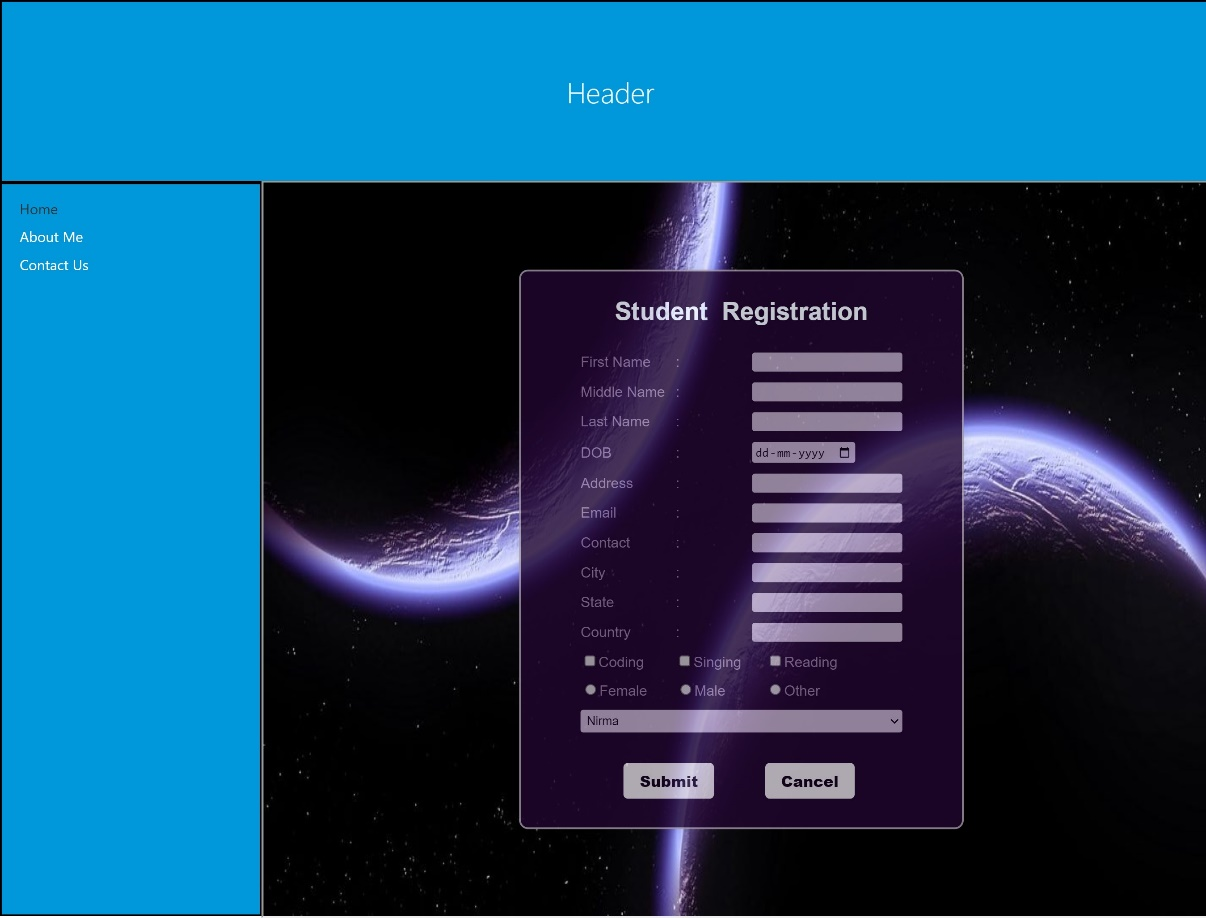 Header
Home
About Me
Contact Us
Student Registration
First Name :
Middle Name :
Last Name :
DOB : dd-mm-yyyy
Address :
Email :
Contact :
City :
State :
Country :
Coding Singing Reading
Female Male Other
Nirma
Submit Cancel